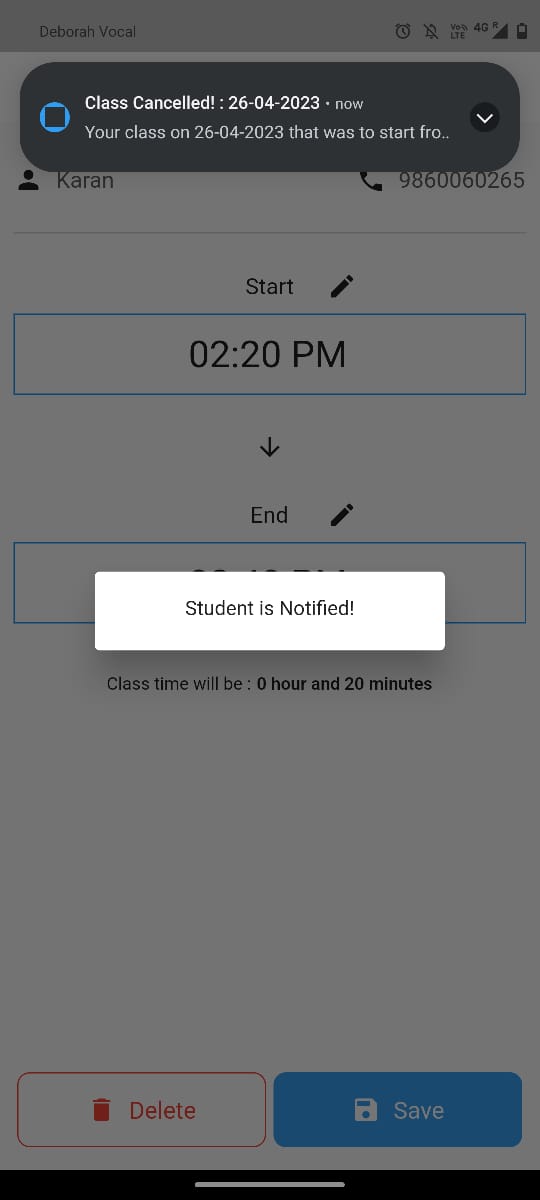 Deborah Vocal
Vo))
LTE
4G R
Class Cancelled! : 26-04-2023 • now
Your class on 26-04-2023 that was to start fro..
Karan
9860060265
Start
02:20 PM
End
Student is Notified!
Class time will be : 0 hour and 20 minutes
Delete
Save